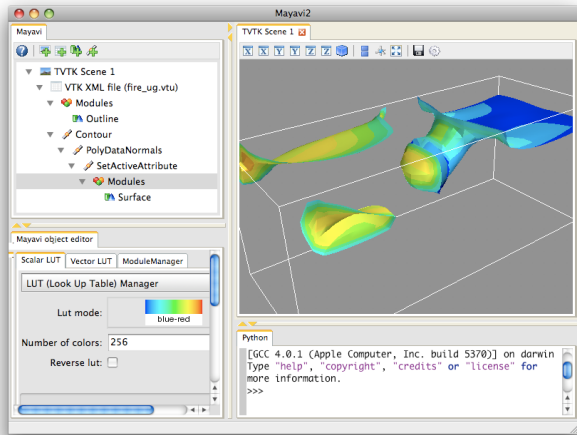 Mayavi2
Mayavi
TVTK Scene 1
VTK XML file (fire_ug.vtu)
Modules
Outline
Contour
PolyDataNormals
SetActiveAttribute
Modules
Surface
Mayavi object editor
Scalar LUT
Vector LUT
ModuleManager
LUT (Look Up Table) Manager
Lut mode:
blue-red
Number of colors: 256
Reverse lut:
TVTK Scene 1
X X Y Y Z Z
Python
[GCC 4.0.1 (Apple Computer, Inc. build 5370)] on darwin
Type "help", "copyright", "credits" or "license" for
more information.
>>>